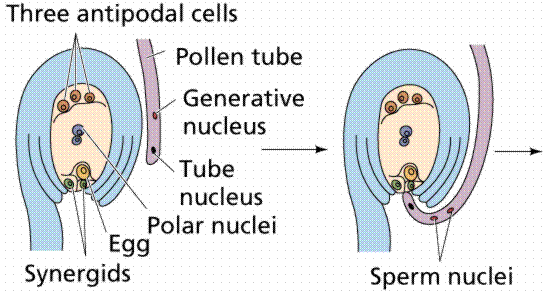 Three antipodal cells
Pollen tube
Generative
nucleus
Tube
nucleus
Polar nuclei
Egg
Synergids
Sperm nuclei